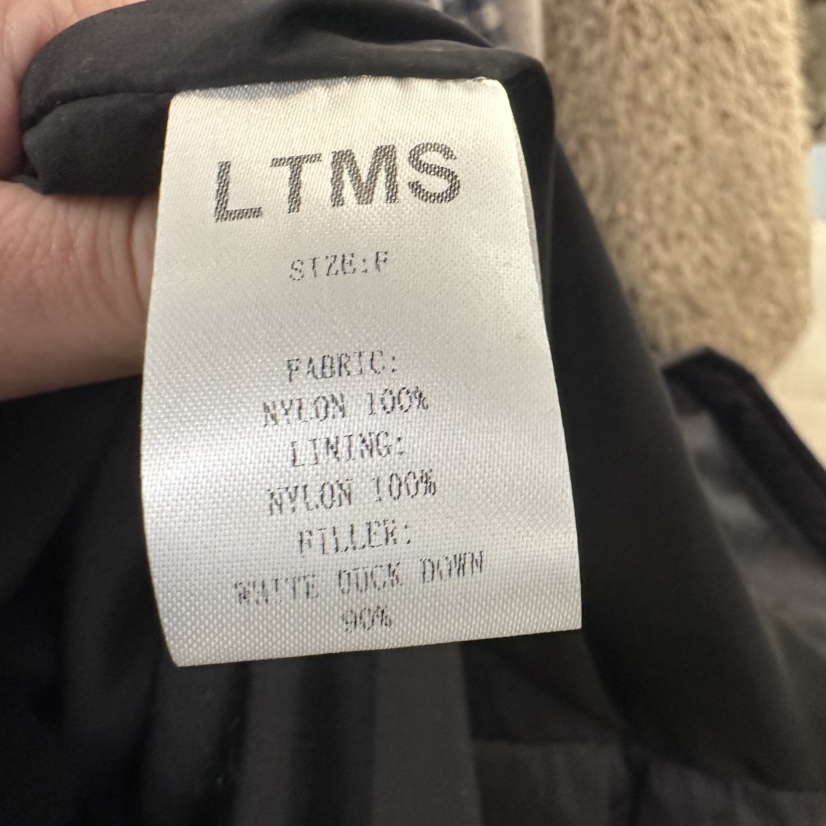 LTMS
SIZE:F
FABRIC:
NYLON 100%
LINING:
NYLON 100%
FILLER:
WHITE DUCK DOWN
90%